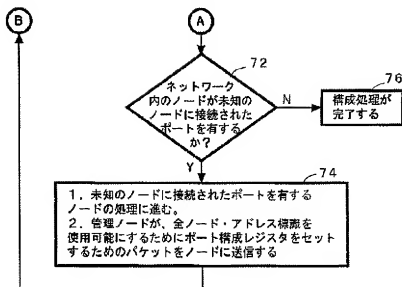 B
A
72
ネットワーク
内のノードが未知の
ノードに接続された
ポートを有する
か?
N
76
構成処理が
完了する
Y
74
1.未知のノードに接続されたポートを有する
ノードの処理に進む。
2.管理ノードが、全ノード・アドレス標識を
使用可能にするためにポート構成レジスタをセット
するためのパケットをノードに送信する